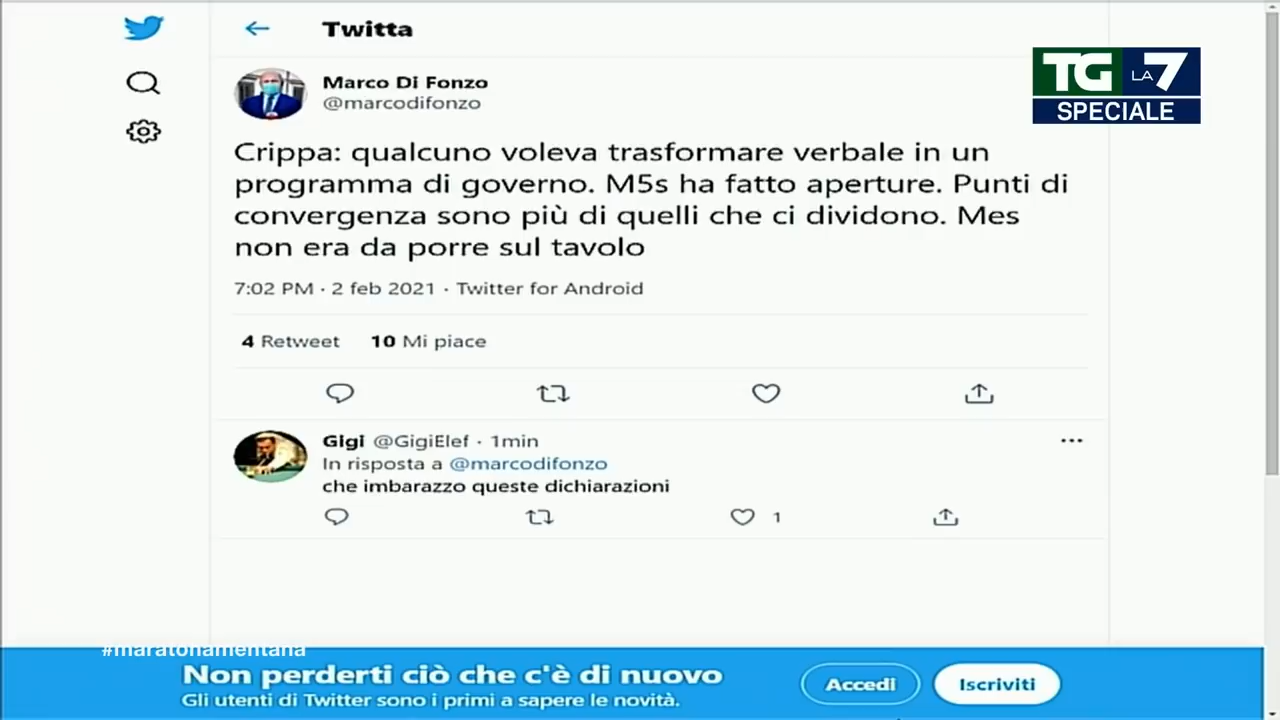 Twitta
TG LA 7
SPECIALE
Marco Di Fonzo
@marcodifonzo
Crippa: qualcuno voleva trasformare verbale in un
programma di governo. M5s ha fatto aperture. Punti di
convergenza sono più di quelli che ci dividono. Mes
non era da porre sul tavolo
7:02 PM · 2 feb 2021 · Twitter for Android
4 Retweet 10 Mi piace
Gigi @GigiElef · 1min
In risposta a @marcodifonzo
che imbarazzo queste dichiarazioni
1
#maratonamentana
Non perderti ciò che c'è di nuovo
Gli utenti di Twitter sono i primi a sapere le novità.
Accedi
Iscriviti